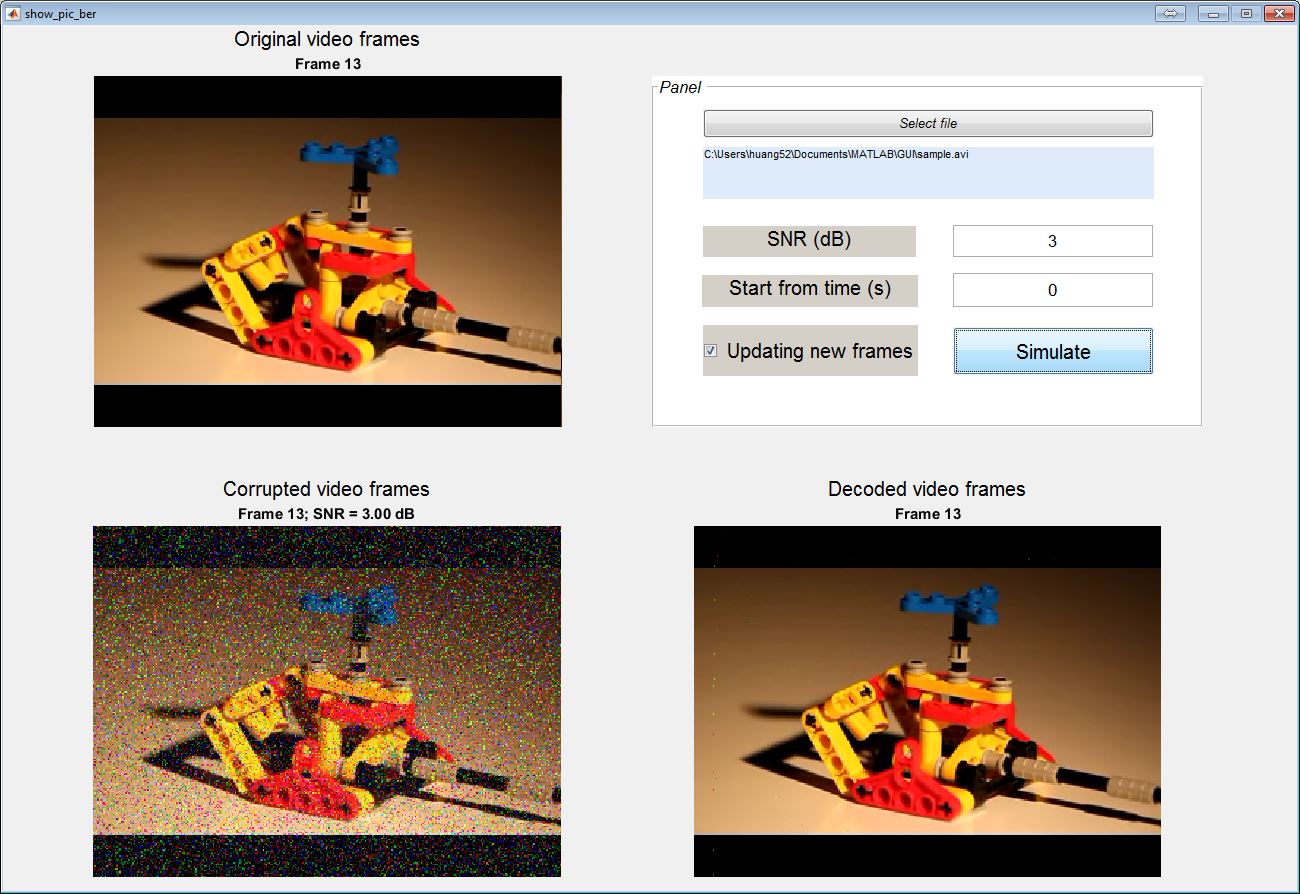 show_pic_ber
Original video frames
Frame 13
Panel
Select file
C:\Users\huang52\Documents\MATLAB\GUI\sample.avi
SNR (dB)
3
Start from time (s)
0
Updating new frames
Simulate
Corrupted video frames
Frame 13; SNR = 3.00 dB
Decoded video frames
Frame 13